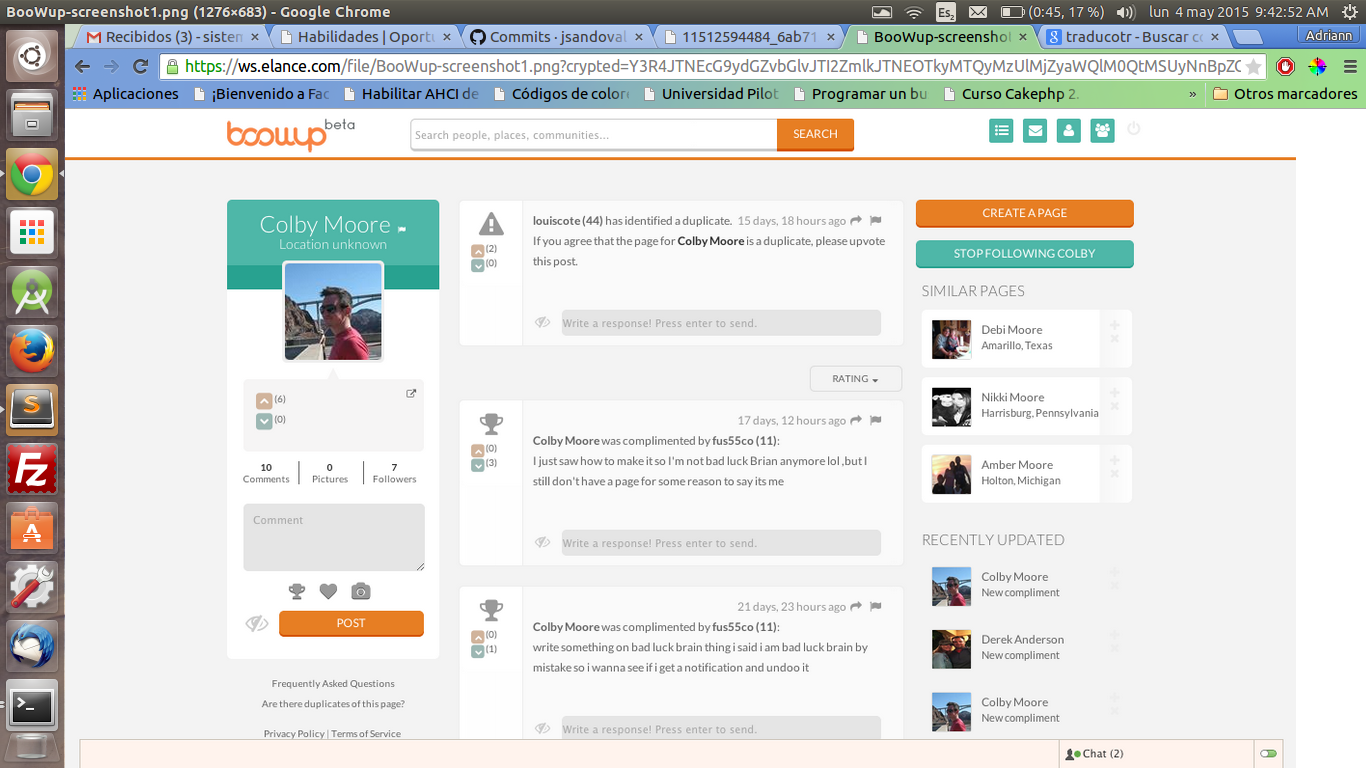 BooWup-screenshot1.png (1276×683) - Google Chrome
Es2
(0:45, 17 %)
lun 4 may 2015 9:42:52 AM
Recibidos (3) - sistem
Habilidades | Oportu
Commits · jsandoval
11512594484_6ab71
BooWup-screenshot
traducotr - Buscar co
Adriann
https://ws.elance.com/file/BooWup-screenshot1.png?crypted=
Aplicaciones
¡Bienvenido a Fac
Habilitar AHCI de
Códigos de colore
Universidad Pilot
Programar un bu
Curso Cakephp 2.
»
Otros marcadores
boowup beta
Search people, places, communities...
SEARCH
Colby Moore
Location unknown
(6)
(0)
10
Comments
0
Pictures
7
Followers
Comment
POST
Frequently Asked Questions
Are there duplicates of this page?
Privacy Policy | Terms of Service
louiscote (44) has identified a duplicate. 15 days, 18 hours ago
(2)
(0)
If you agree that the page for Colby Moore is a duplicate, please upvote
this post.
Write a response! Press enter to send.
RATING
17 days, 12 hours ago
(0)
(3)
Colby Moore was complimented by fus55co (11):
I just saw how to make it so I'm not bad luck Brian anymore lol ,but I
still don't have a page for some reason to say its me
Write a response! Press enter to send.
21 days, 23 hours ago
(0)
(1)
Colby Moore was complimented by fus55co (11):
write something on bad luck brain thing i said i am bad luck brain by
mistake so i wanna see if i get a notification and undoo it
Write a response! Press enter to send.
CREATE A PAGE
STOP FOLLOWING COLBY
SIMILAR PAGES
Debi Moore
Amarillo, Texas
Nikki Moore
Harrisburg, Pennsylvania
Amber Moore
Holton, Michigan
RECENTLY UPDATED
Colby Moore
New compliment
Derek Anderson
New compliment
Colby Moore
New compliment
Chat (2)